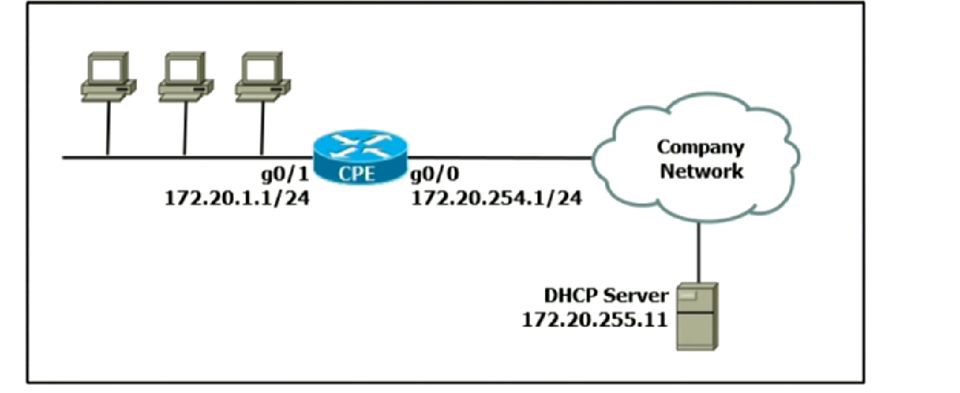 Company
Network
g0/1
CPE
g0/0
172.20.1.1/24
172.20.254.1/24
DHCP Server
172.20.255.11